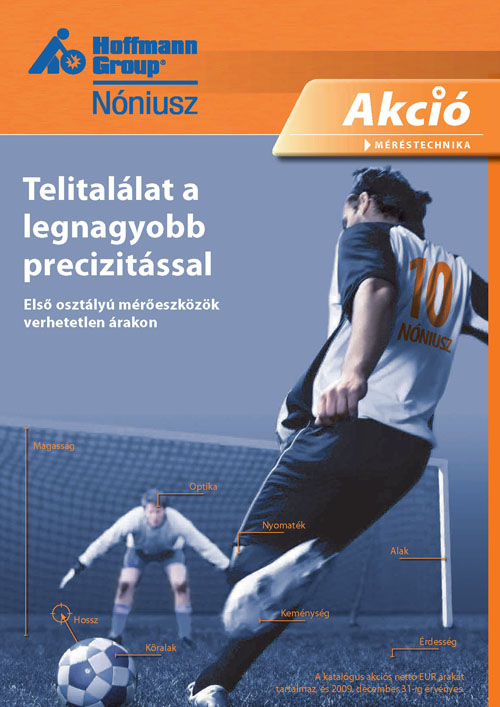 Hoffmann
Group®
Nóniusz
Akció
MÉRÉSTECHNIKA
Telitalálat a
legnagyobb
precizitással
Első osztályú mérőeszközök
verhetetlen árakon
10
NÓNIUSZ
Magasság
Optika
Nyomaték
Alak
Hossz
Keménység
Köralak
Érdesség
A katalógus akciós nettó EUR árakat
tartalmaz, és 2009. december 31-ig érvényes.